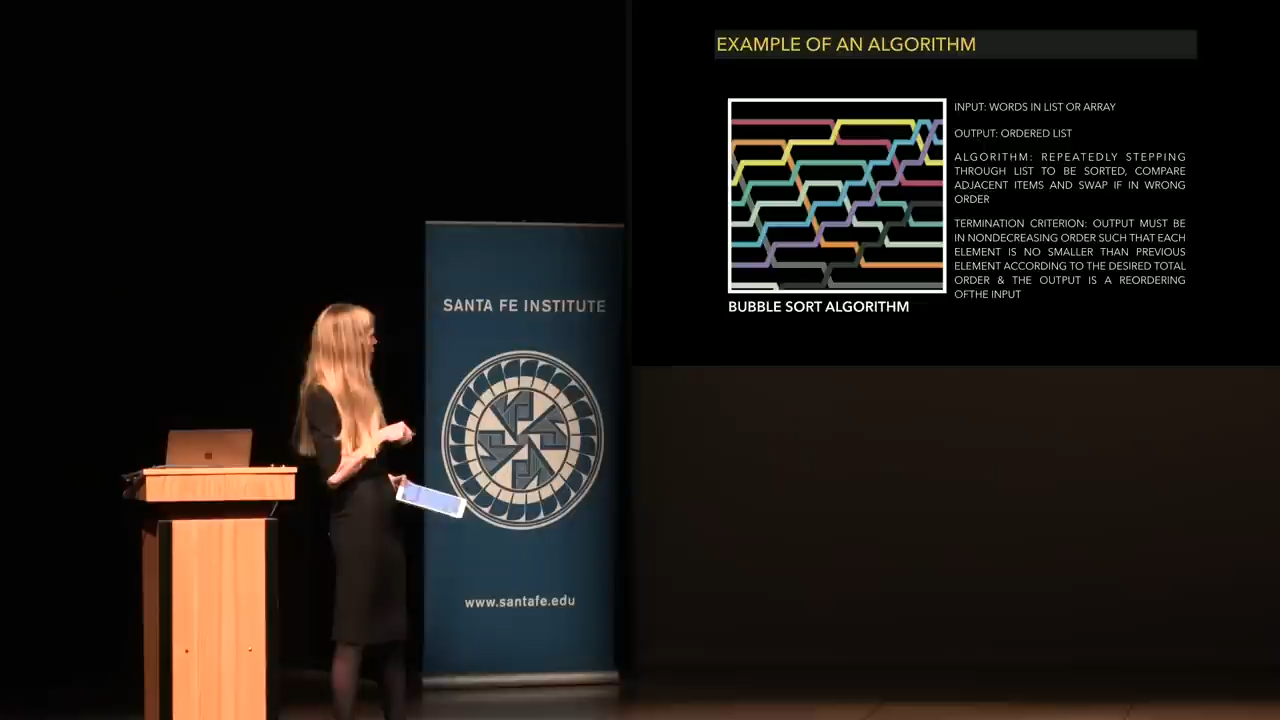 EXAMPLE OF AN ALGORITHM
INPUT: WORDS IN LIST OR ARRAY
OUTPUT: ORDERED LIST
ALGORITHM: REPEATEDLY STEPPING
THROUGH LIST TO BE SORTED, COMPARE
ADJACENT ITEMS AND SWAP IF IN WRONG
ORDER
TERMINATION CRITERION: OUTPUT MUST BE
IN NONDECREASING ORDER SUCH THAT EACH
ELEMENT IS NO SMALLER THAN PREVIOUS
ELEMENT ACCORDING TO THE DESIRED TOTAL
ORDER & THE OUTPUT IS A REORDERING
OFTHE INPUT
BUBBLE SORT ALGORITHM
SANTA FE INSTITUTE
www.santafe.edu